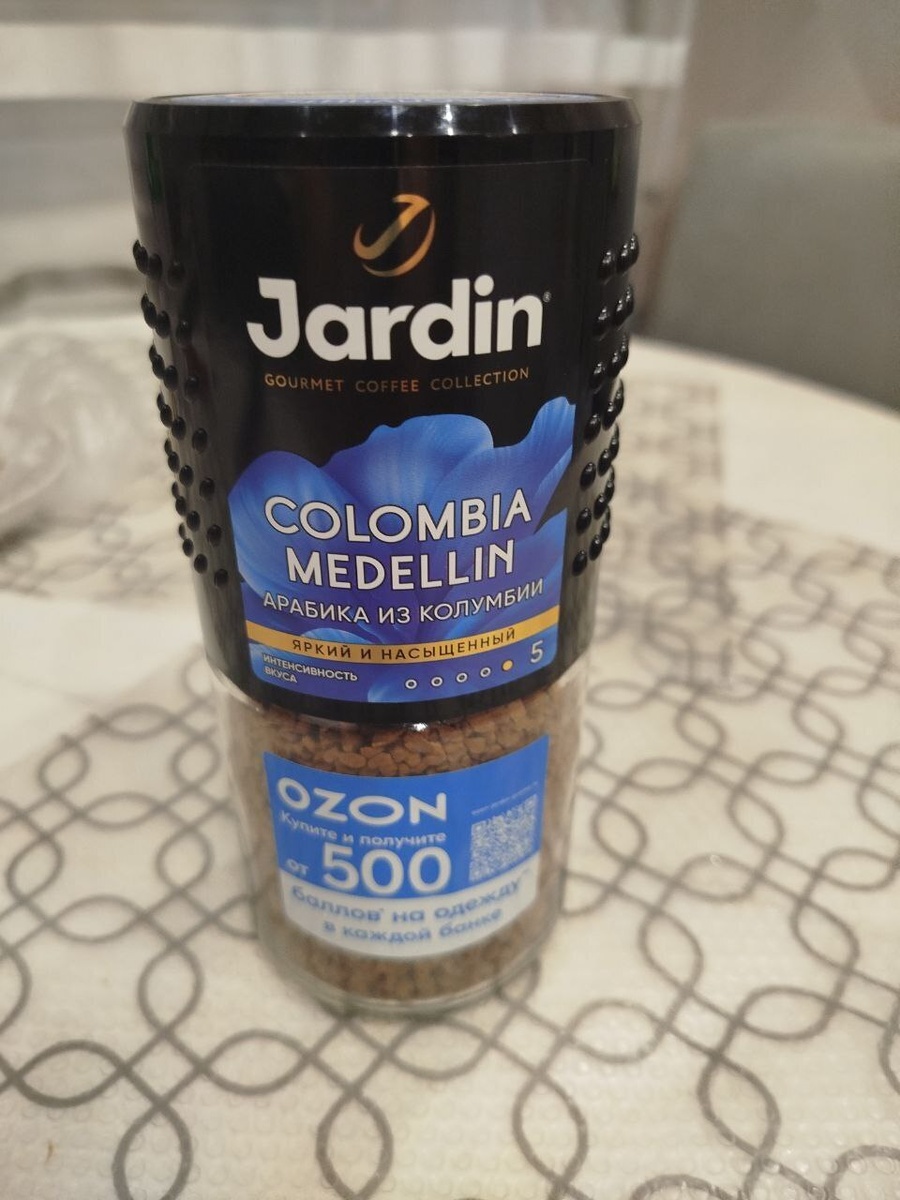 Jardin®
GOURMET COFFEE COLLECTION
COLOMBIA
MEDELLIN
АРАБИКА ИЗ КОЛУМБИИ
ЯРКИЙ И НАСЫЩЕННЫЙ
ИНТЕНСИВНОСТЬ
ВКУСА
5
OZON
Купите и получите
от 500
баллов* на одежду**
в каждой банке